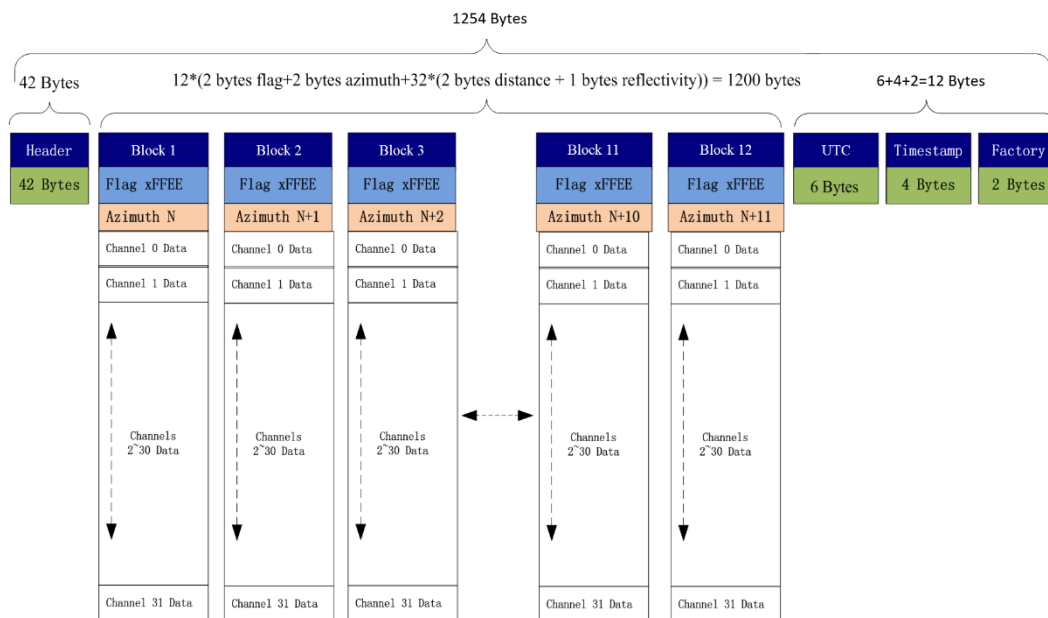 1254 Bytes
42 Bytes
12*(2 bytes flag+2 bytes azimuth+32*(2 bytes distance + 1 bytes reflectivity)) = 1200 bytes
6+4+2=12 Bytes
Header
Block 1
Block 2
Block 3
Block 11
Block 12
UTC
Timestamp
Factory
42 Bytes
Flag xFFEE
Flag xFFEE
Flag xFFEE
Flag xFFEE
Flag xFFEE
6 Bytes
4 Bytes
2 Bytes
Azimuth N
Azimuth N+1
Azimuth N+2
Azimuth N+10
Azimuth N+11
Channel 0 Data
Channel 0 Data
Channel 0 Data
Channel 0 Data
Channel 0 Data
Channel 1 Data
Channel 1 Data
Channel 1 Data
Channel 1 Data
Channel 1 Data
Channels
2~30 Data
Channels
2~30 Data
Channels
2~30 Data
Channels
2~30 Data
Channels
2~30 Data
Channel 31 Data
Channel 31 Data
Channel 31 Data
Channel 31 Data
Channel 31 Data